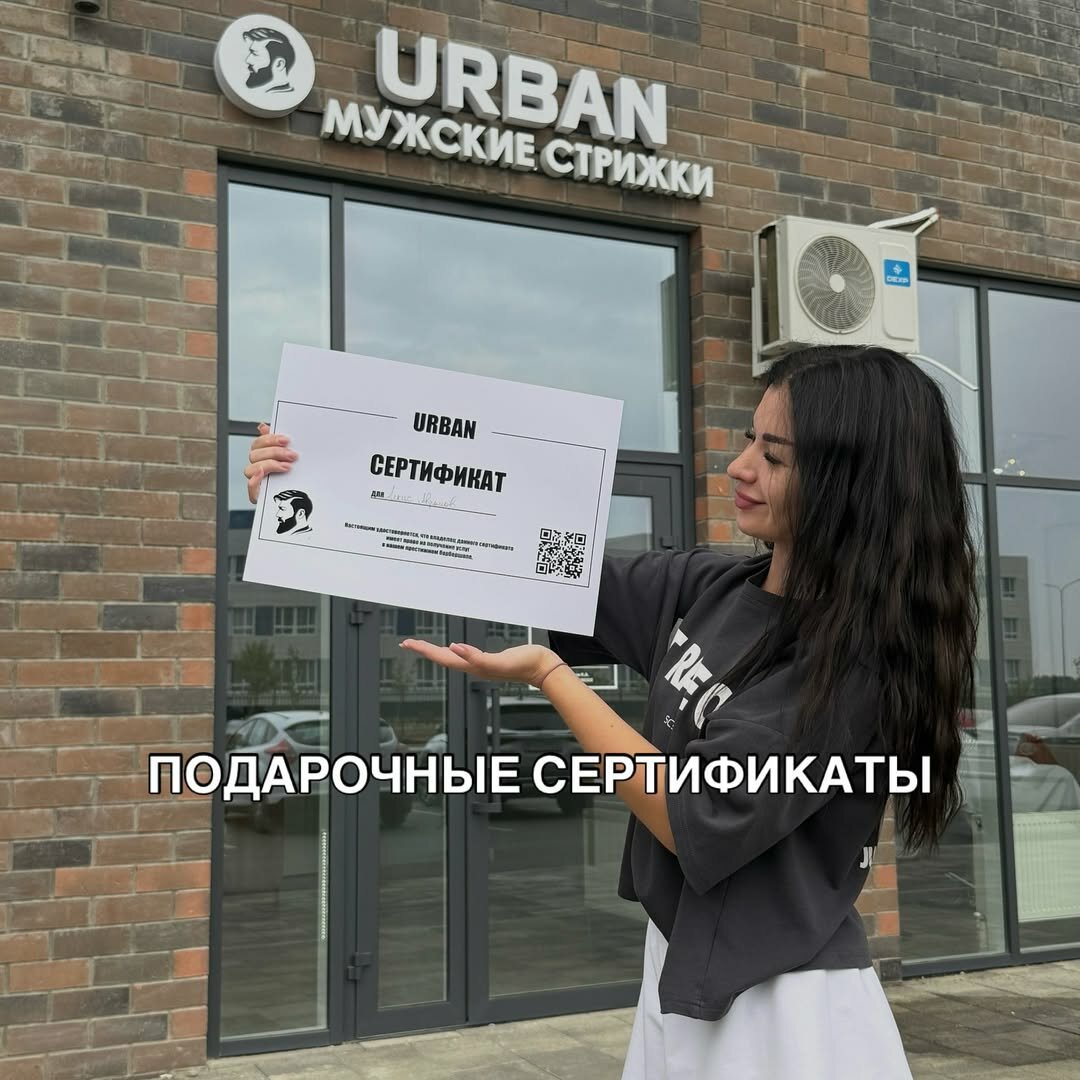 URBAN
МУЖСКИЕ СТРИЖКИ
DEXP
URBAN
СЕРТИФИКАТ
для
Настоящим удостоверяется, что владелец данного сертификата
имеет право на получение услуг
в нашем престижном барбершопе.
ПОДАРОЧНЫЕ СЕРТИФИКАТЫ